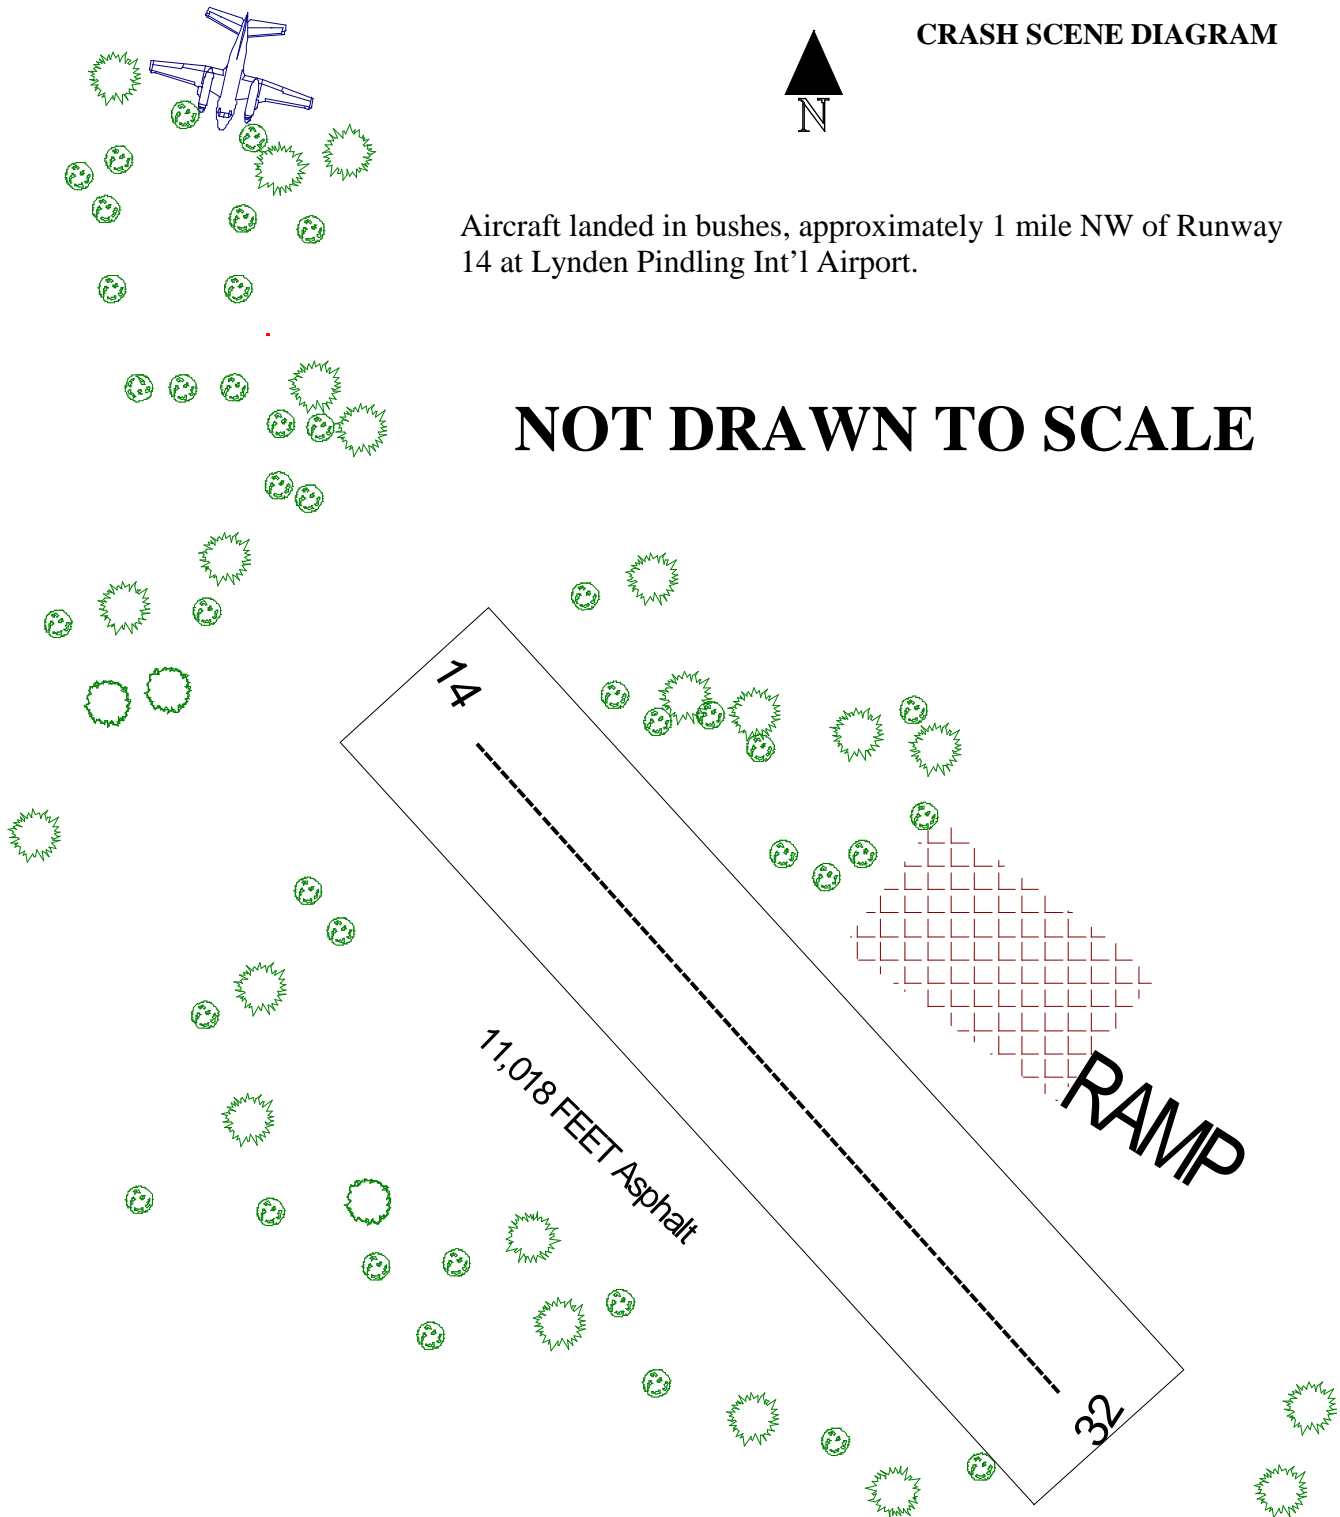 CRASH SCENE DIAGRAM
N
Aircraft landed in bushes, approximately 1 mile NW of Runway
14 at Lynden Pindling Int’l Airport.
NOT DRAWN TO SCALE
14
11,018 FEET Asphalt
RAMP
32